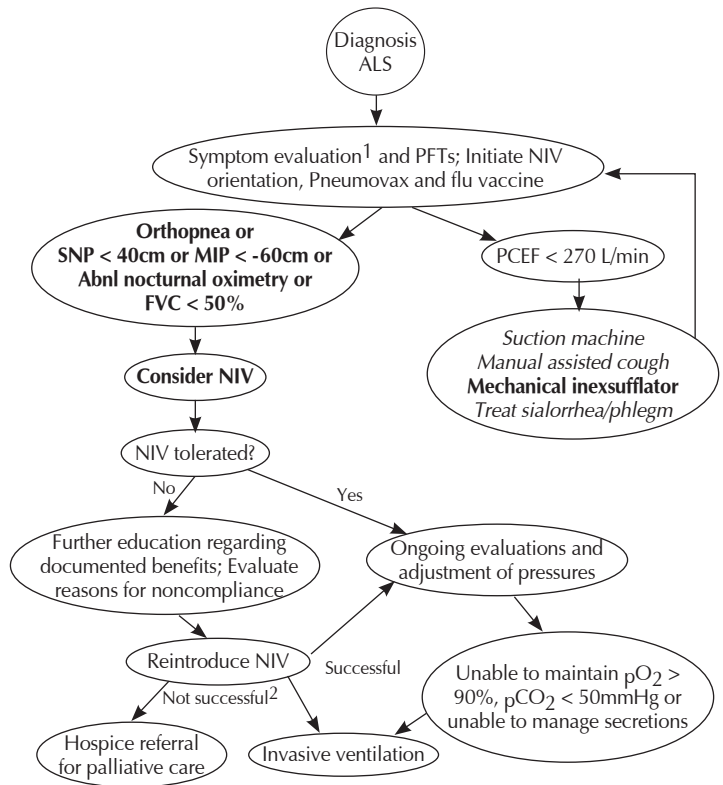 Diagnosis
ALS
Symptom evaluation1 and PFTs; Initiate NIV
orientation, Pneumovax and flu vaccine
Orthopnea or
SNP < 40cm or MIP < -60cm or
Abnl nocturnal oximetry or
FVC < 50%
PCEF < 270 L/min
Suction machine
Manual assisted cough
Mechanical inexsufflator
Treat sialorrhea/phlegm
Consider NIV
NIV tolerated?
No
Yes
Further education regarding
documented benefits; Evaluate
reasons for noncompliance
Ongoing evaluations and
adjustment of pressures
Reintroduce NIV
Successful
Not successful2
Unable to maintain pO2 >
90%, pCO2 < 50mmHg or
unable to manage secretions
Hospice referral
for palliative care
Invasive ventilation